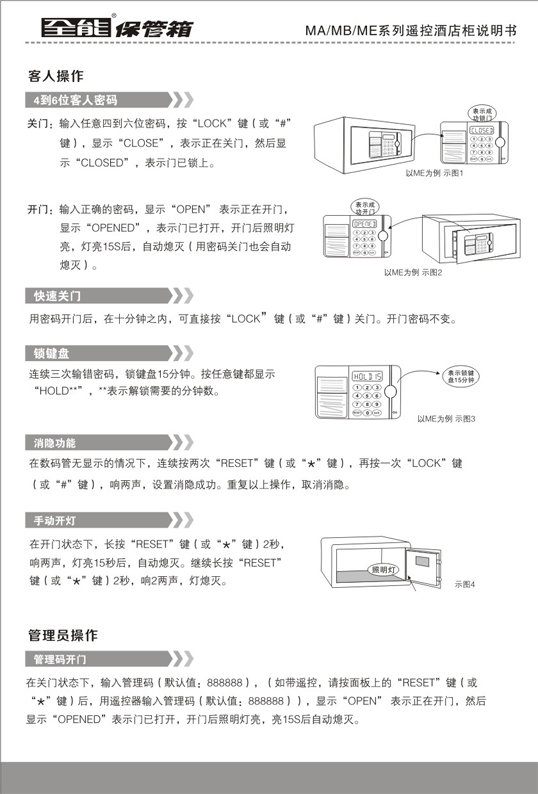 全能® 保管箱
MA/MB/ME系列遥控酒店柜说明书
客人操作
4到6位客人密码
关门：输入任意四到六位密码，按“LOCK”键（或“#”
键），显示“CLOSE”，表示正在关门，然后显
示“CLOSED”，表示门已锁上。
表示成
功锁门
CLOSED
以ME为例 示图1
开门：输入正确的密码，显示“OPEN” 表示正在开门，
显示“OPENED”，表示门已打开，开门后照明灯
亮，灯亮15S后，自动熄灭（用密码关门也会自动
熄灭）。
表示成
功开门
OPENED
以ME为例 示图2
快速关门
用密码开门后，在十分钟之内，可直接按“LOCK”键（或“#”键）关门。开门密码不变。
锁键盘
连续三次输错密码，锁键盘15分钟。按任意键都显示
“HOLD**”，**表示解锁需要的分钟数。
HOLD 15
1 2 3
4 5 6
7 8 9
表示锁键
盘15分钟
以ME为例 示图3
消隐功能
在数码管无显示的情况下，连续按两次“RESET”键（或“*”键），再按一次“LOCK”键
（或“#”键），响两声，设置消隐成功。重复以上操作，取消消隐。
手动开灯
在开门状态下，长按“RESET”键（或“*”键）2秒，
响两声，灯亮15秒后，自动熄灭。继续长按“RESET”
键（或“*”键）2秒，响2两声，灯熄灭。
照明灯
示图4
管理员操作
管理码开门
在关门状态下，输入管理码（默认值：888888），（如带遥控，请按面板上的“RESET”键（或
“*”键）后，用遥控器输入管理码（默认值：888888）），显示“OPEN” 表示正在开门，然后
显示“OPENED”表示门已打开，开门后照明灯亮，亮15S后自动熄灭。